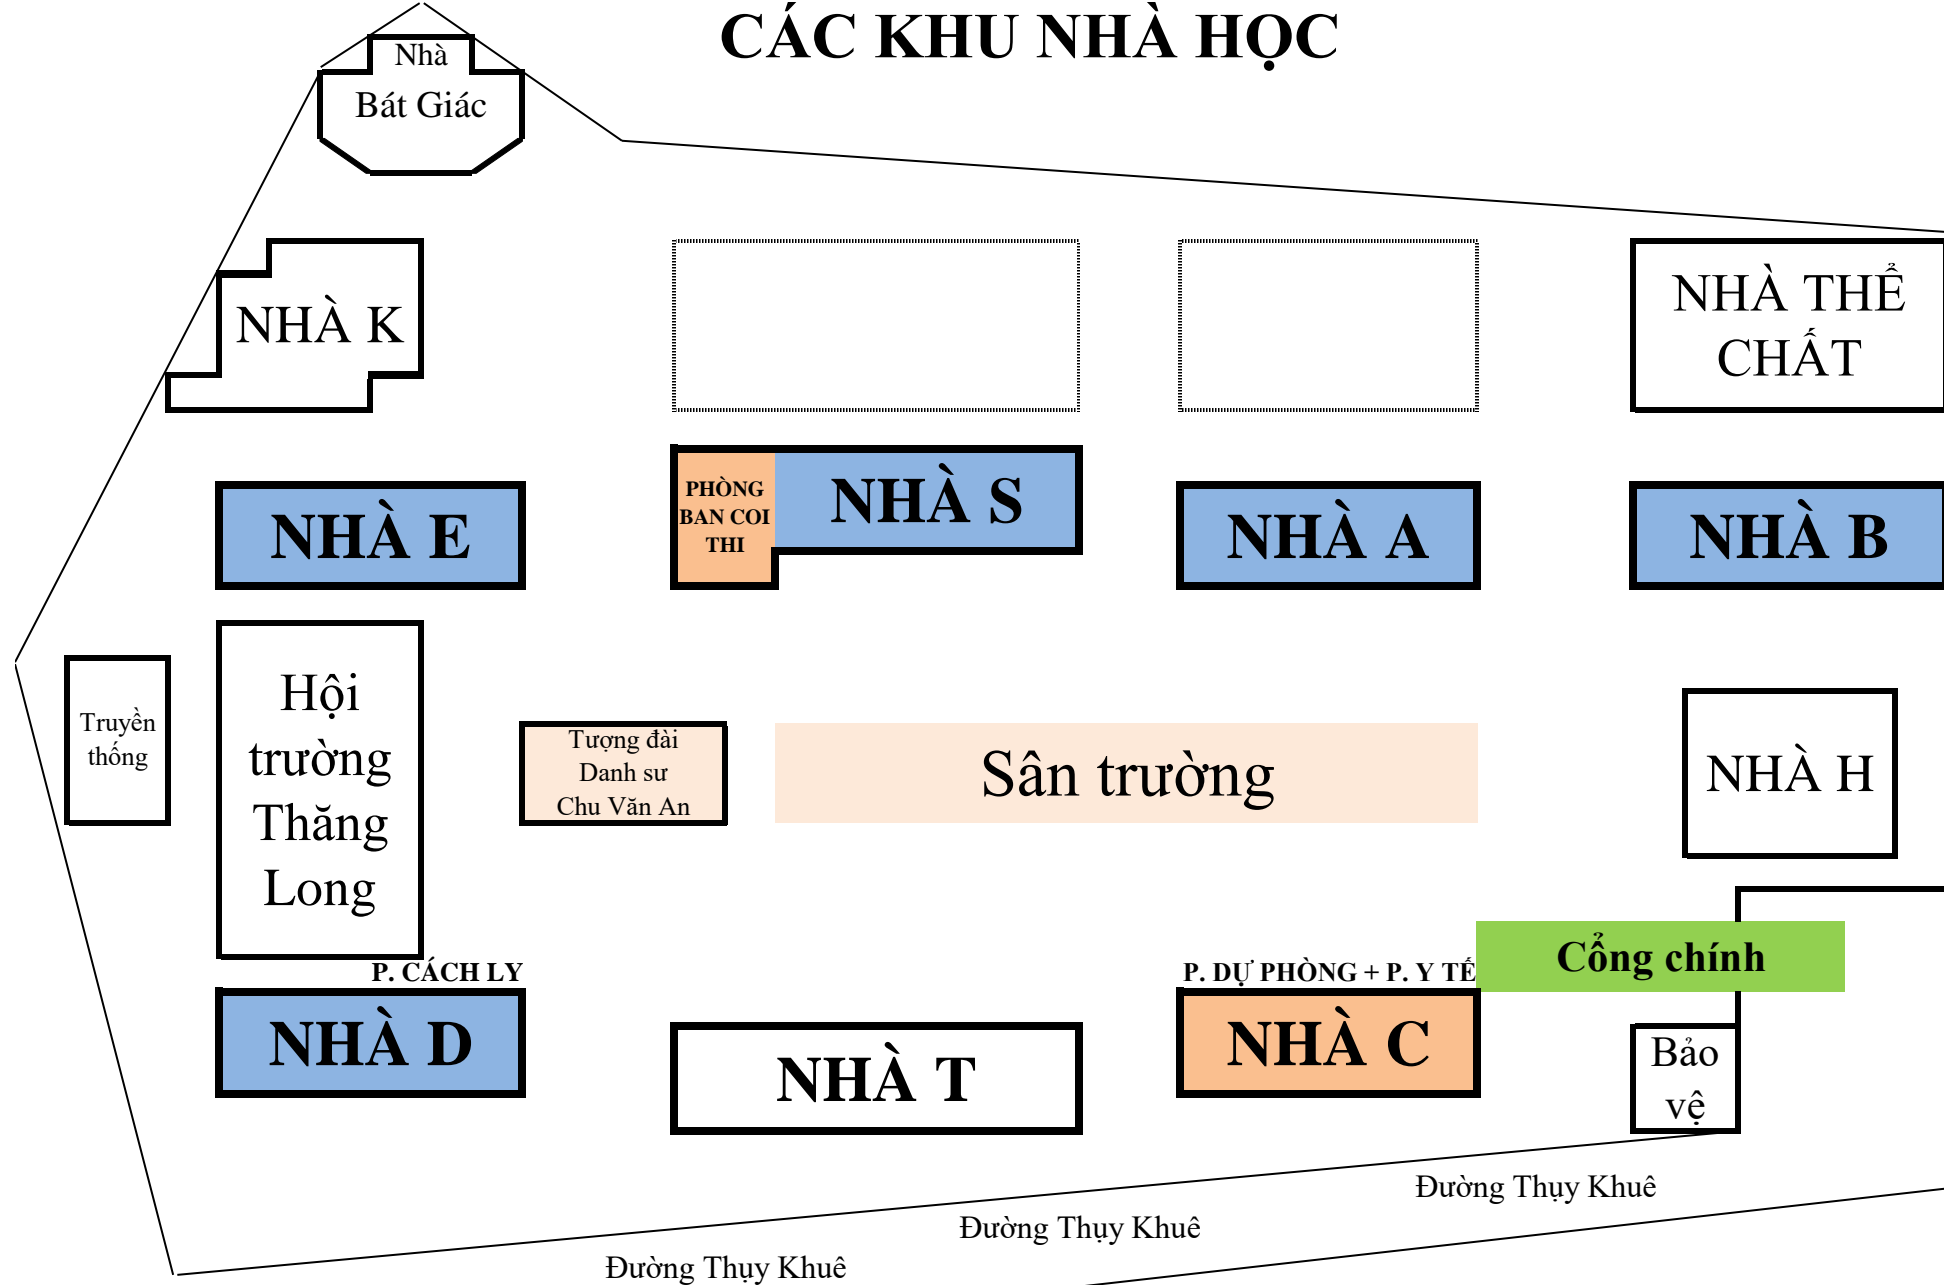 CÁC KHU NHÀ HỌC
Nhà
Bát Giác
NHÀ K
NHÀ THỂ
CHẤT
NHÀ E
PHÒNG
BAN COI
THI
NHÀ S
NHÀ A
NHÀ B
Truyền
thống
Hội
trường
Thăng
Long
Tượng đài
Danh sư
Chu Văn An
Sân trường
NHÀ H
Cổng chính
P. CÁCH LY
P. DỰ PHÒNG + P. Y TẾ
NHÀ D
NHÀ T
NHÀ C
Bảo
vệ
Đường Thụy Khuê
Đường Thụy Khuê
Đường Thụy Khuê